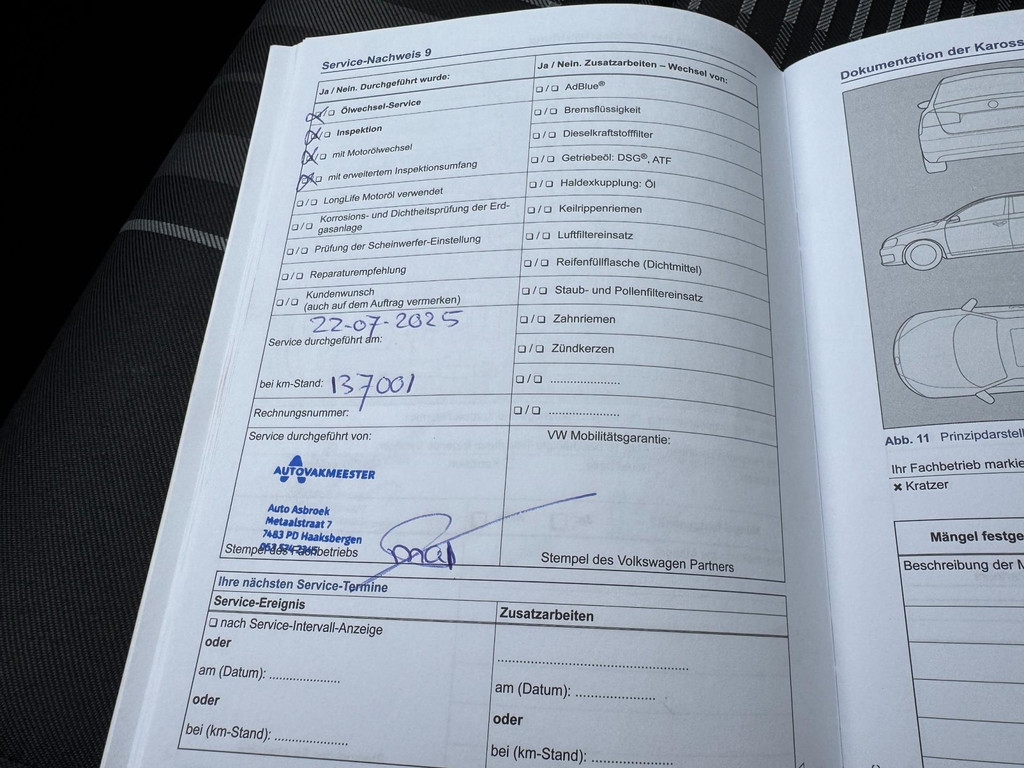 Service-Nachweis 9
Ja / Nein. Durchgeführt wurde:
❑/❑ Ölwechsel-Service
❑/❑ Inspektion
❑/❑ mit Motorölwechsel
❑/❑ mit erweitertem Inspektionsumfang
❑/❑ LongLife Motoröl verwendet
❑/❑ Korrosions- und Dichtheitsprüfung der Erd-
gasanlage
❑/❑ Prüfung der Scheinwerfer-Einstellung
❑/❑ Reparaturempfehlung
❑/❑ Kundenwunsch
(auch auf dem Auftrag vermerken)
22-07-2025
Service durchgeführt am:
bei km-Stand: 137001
Rechnungsnummer:
Service durchgeführt von:
AUTOVAKMEESTER
Auto Asbroek
Metaalstraat 7
7483 PD Haaksbergen
Stempel des Fachbetriebs
Ja / Nein. Zusatzarbeiten – Wechsel von:
❑/❑ AdBlue®
❑/❑ Bremsflüssigkeit
❑/❑ Dieselkraftstofffilter
❑/❑ Getriebeöl: DSG®, ATF
❑/❑ Haldexkupplung: Öl
❑/❑ Keilrippenriemen
❑/❑ Luftfiltereinsatz
❑/❑ Reifenfüllflasche (Dichtmittel)
❑/❑ Staub- und Pollenfiltereinsatz
❑/❑ Zahnriemen
❑/❑ Zündkerzen
❑/❑ ....................
❑/❑ ....................
VW Mobilitätsgarantie:
Stempel des Volkswagen Partners
Ihre nächsten Service-Termine
Service-Ereignis
❑ nach Service-Intervall-Anzeige
oder
am (Datum): ....................
oder
bei (km-Stand): ....................
Zusatzarbeiten
..................................................
am (Datum): ....................
oder
bei (km-Stand): ....................
Dokumentation der Kaross
Abb. 11 Prinzipdarstell
Ihr Fachbetrieb markie
× Kratzer
Mängel festge
Beschreibung der M